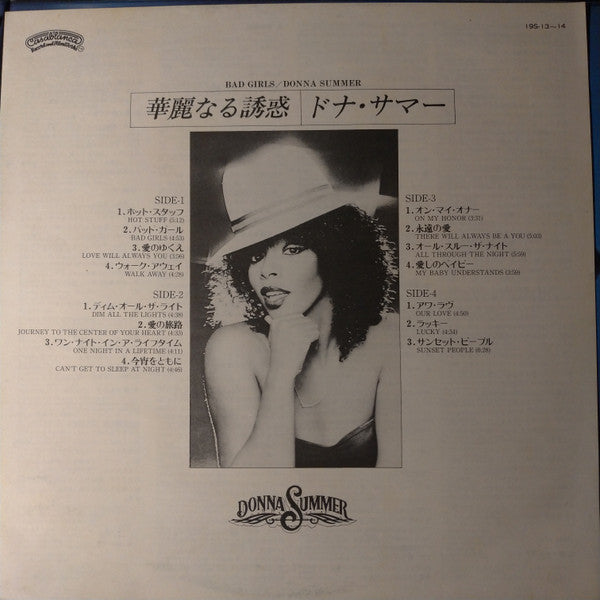 Casablanca
Record and FilmWorks
19S-13~14
BAD GIRLS/DONNA SUMMER
華麗なる誘惑 ドナ・サマー
SIDE-1
1.ホット・スタッフ
HOT STUFF (5:12)
2.バット・ガール
BAD GIRLS (4:53)
3.愛のゆくえ
LOVE WILL ALWAYS YOU (3:56)
4.ウォーク・アウェイ
WALK AWAY (4:28)
SIDE-2
1.ディム・オール・ザ・ライト
DIM ALL THE LIGHTS (4:38)
2.愛の旅路
JOURNEY TO THE CENTER OF YOUR HEART (4:33)
3.ワン・ナイト・イン・ア・ライフタイム
ONE NIGHT IN A LIFETIME (4:11)
4.今宵をともに
CAN'T GET TO SLEEP AT NIGHT (4:46)
SIDE-3
1.オン・マイ・オナー
ON MY HONOR (3:31)
2.永遠の愛
THERE WILL ALWAYS BE A YOU (5:03)
3.オール・スルー・ザ・ナイト
ALL THROUGH THE NIGHT (5:59)
4.愛しのベイビー
MY BABY UNDERSTANDS (3:59)
SIDE-4
1.アワ・ラヴ
OUR LOVE (4:50)
2.ラッキー
LUCKY (4:34)
3.サンセット・ピープル
SUNSET PEOPLE (6:28)
DONNA SUMMER